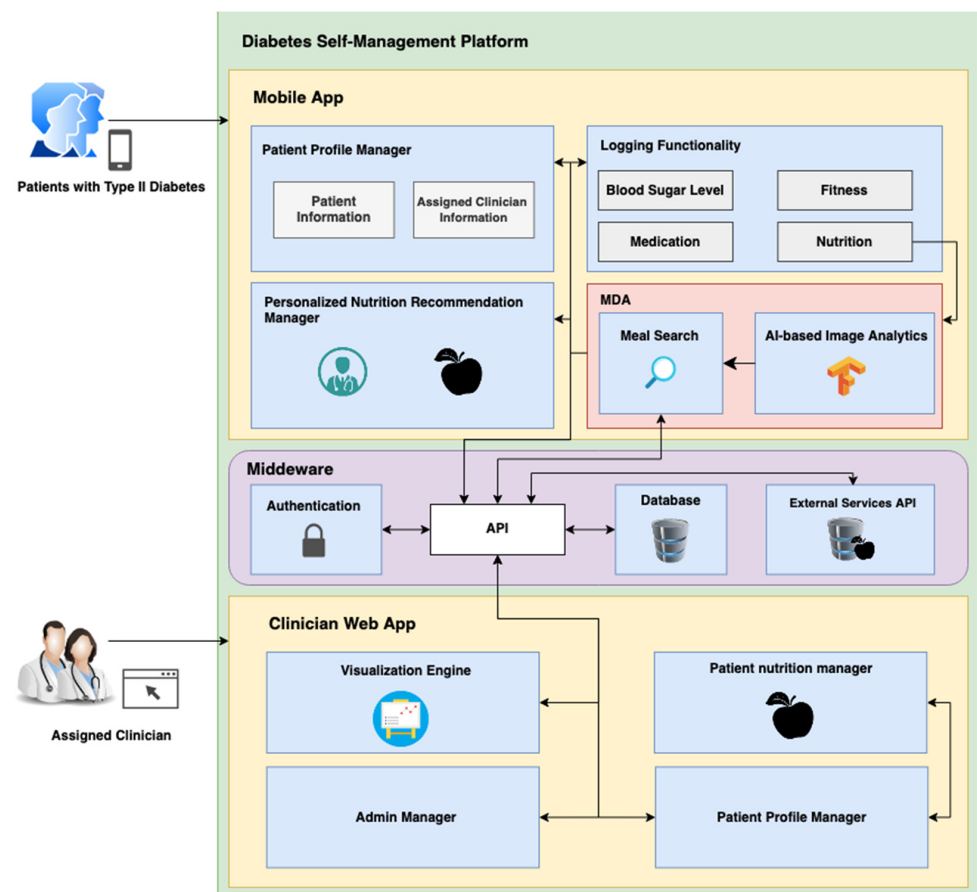 Diabetes Self-Management Platform
Mobile App
Patient Profile Manager
Patient
Information
Assigned Clinician
Information
Logging Functionality
Blood Sugar Level
Fitness
Medication
Nutrition
Patients with Type II Diabetes
Personalized Nutrition Recommendation
Manager
MDA
Meal Search
AI-based Image Analytics
Middeware
Authentication
API
Database
External Services API
Clinician Web App
Visualization Engine
Patient nutrition manager
Assigned Clinician
Admin Manager
Patient Profile Manager